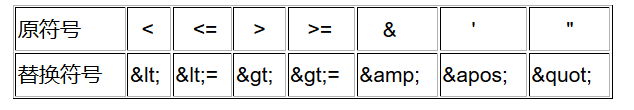 原符号 < <= > >= & ' "
替换符号 &lt; &lt;= &gt; &gt;= &amp; &apos; &quot;